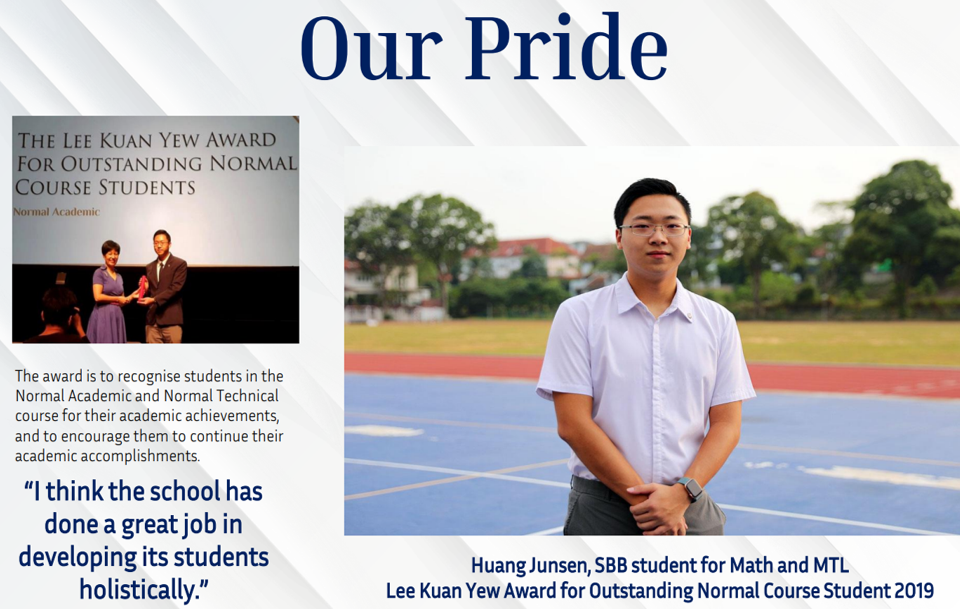 Our Pride
THE LEE KUAN YEW AWARD
FOR OUTSTANDING NORMAL
COURSE STUDENTS
Normal Academic
The award is to recognise students in the
Normal Academic and Normal Technical
course for their academic achievements,
and to encourage them to continue their
academic accomplishments.
“I think the school has
done a great job in
developing its students
holistically.”
Huang Junsen, SBB student for Math and MTL
Lee Kuan Yew Award for Outstanding Normal Course Student 2019